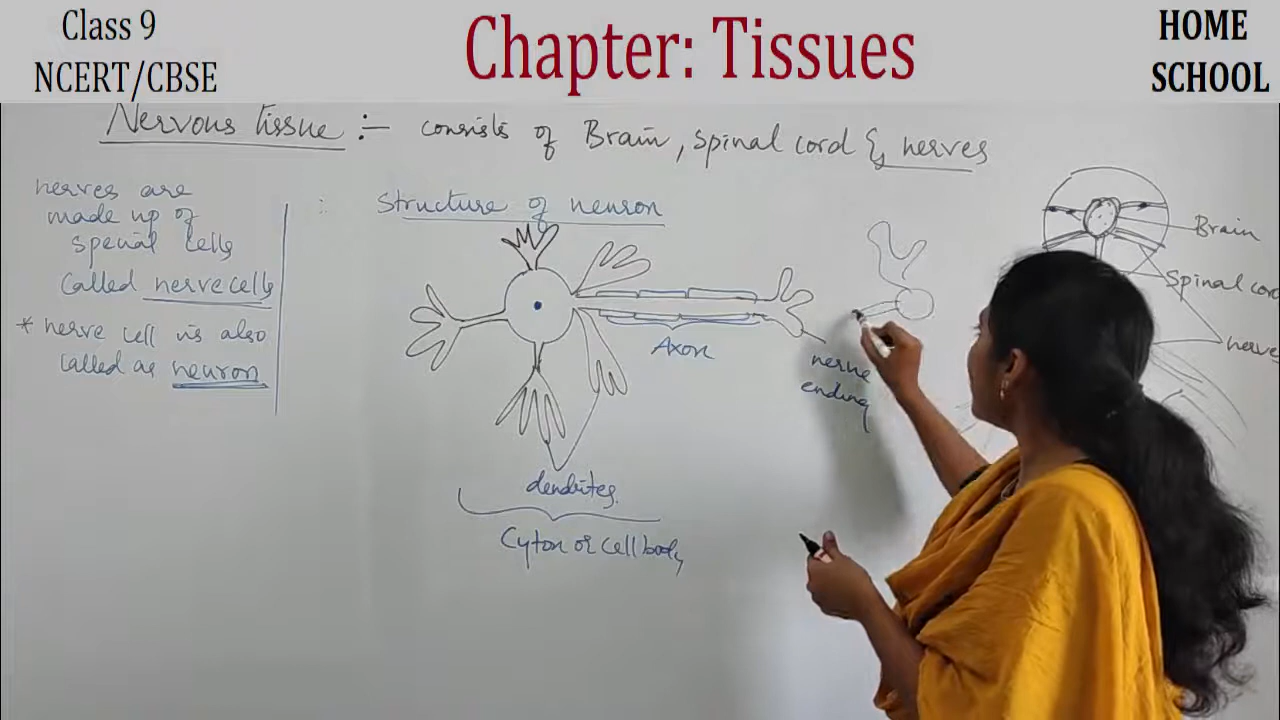 Class 9
NCERT/CBSE
Chapter: Tissues
HOME
SCHOOL
Nervous tissue :- consists of Brain, spinal cord & nerves
nerves are
made up of
special cells
called nerve cells
* nerve cell is also
called as neuron
structure of neuron
Axon
nerve
ending
dendrites.
Cyton or cell body
Brain
Spinal cord
nerves